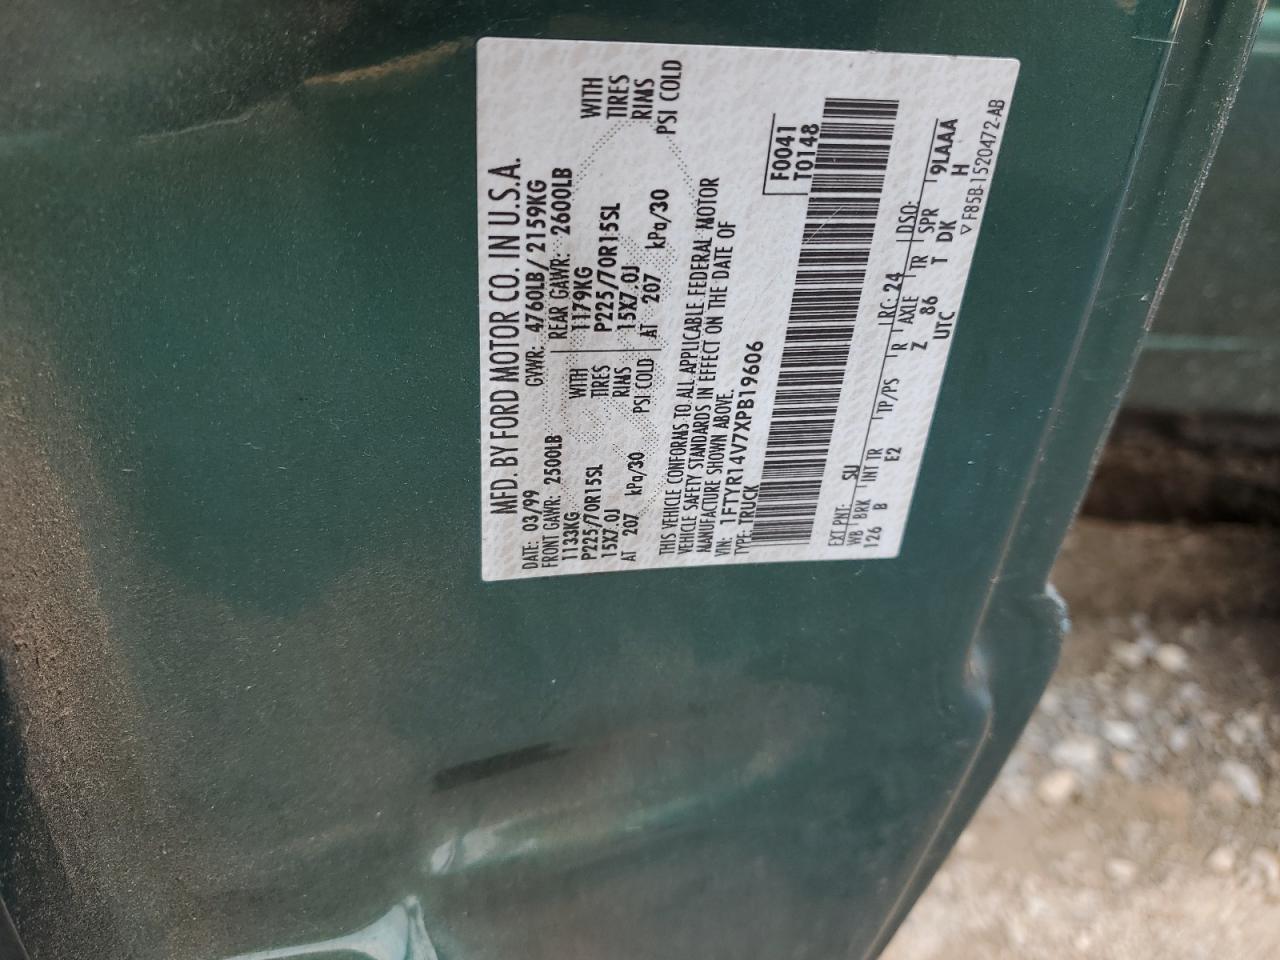 MFD. BY FORD MOTOR CO. IN U.S.A.
DATE: 03/99 GVWR: 4760LB/ 2159KG
FRONT GAWR: 2500LB REAR GAWR: 2600LB
1133KG WITH 1179KG WITH
P225/70R15SL TIRES P225/70R15SL TIRES
15X7.0J RIMS 15X7.0J RIMS
AT 207 kPa/30 PSI COLD AT 207 kPa/30 PSI COLD
THIS VEHICLE CONFORMS TO ALL APPLICABLE FEDERAL MOTOR
VEHICLE SAFETY STANDARDS IN EFFECT ON THE DATE OF
MANUFACTURE SHOWN ABOVE.
VIN: 1FTYR14V7XPB19606
TYPE: TRUCK
F0041
T0148
EXT PNT: SU RC: 24 DSO:
WB BRK INT TR TP/PS R AXLE TR SPR
126 B E2 Z 86 T DK 9LAAA
UTC H
▽ F85B-1520472-AB